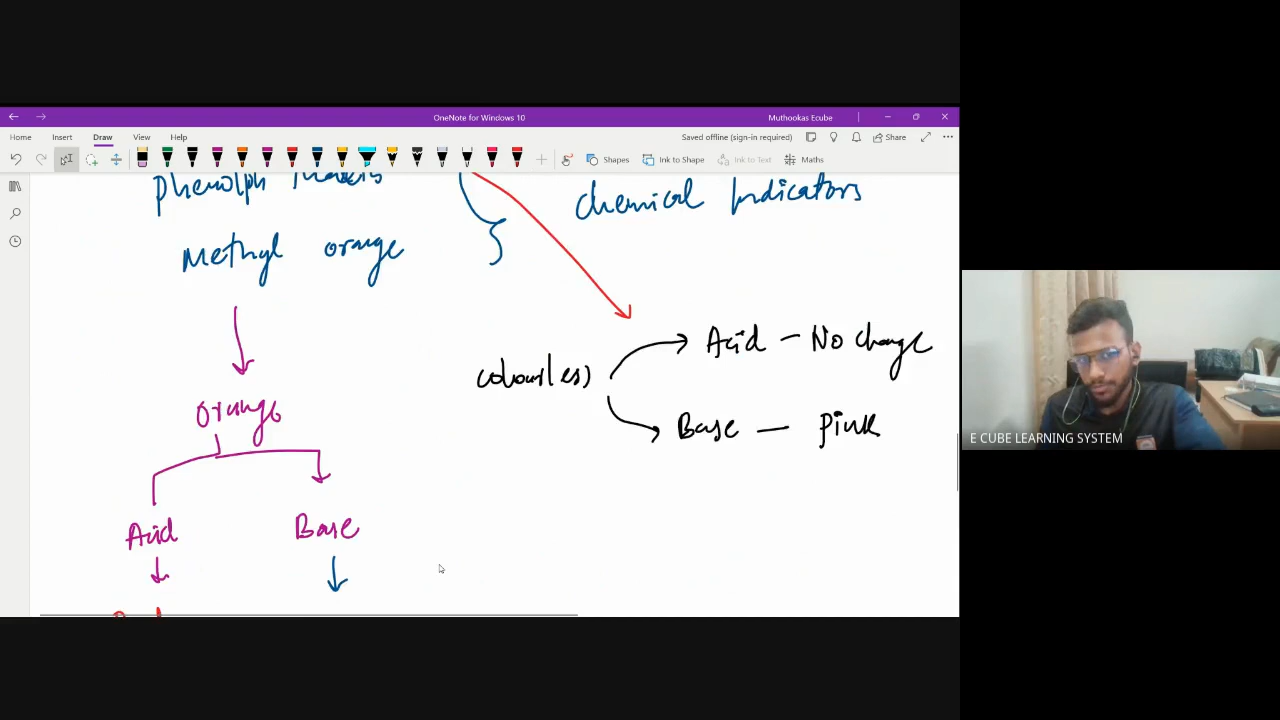 OneNote for Windows 10
Muthookas Ecube
Home Insert Draw View Help
Saved offline (sign-in required)
Share
Shapes
Ink to Shape
Ink to Text
Maths
chemical Indicators
Methyl orange
Acid - No change
colourless
Base - pink
Orange
Acid
Base
E CUBE LEARNING SYSTEM